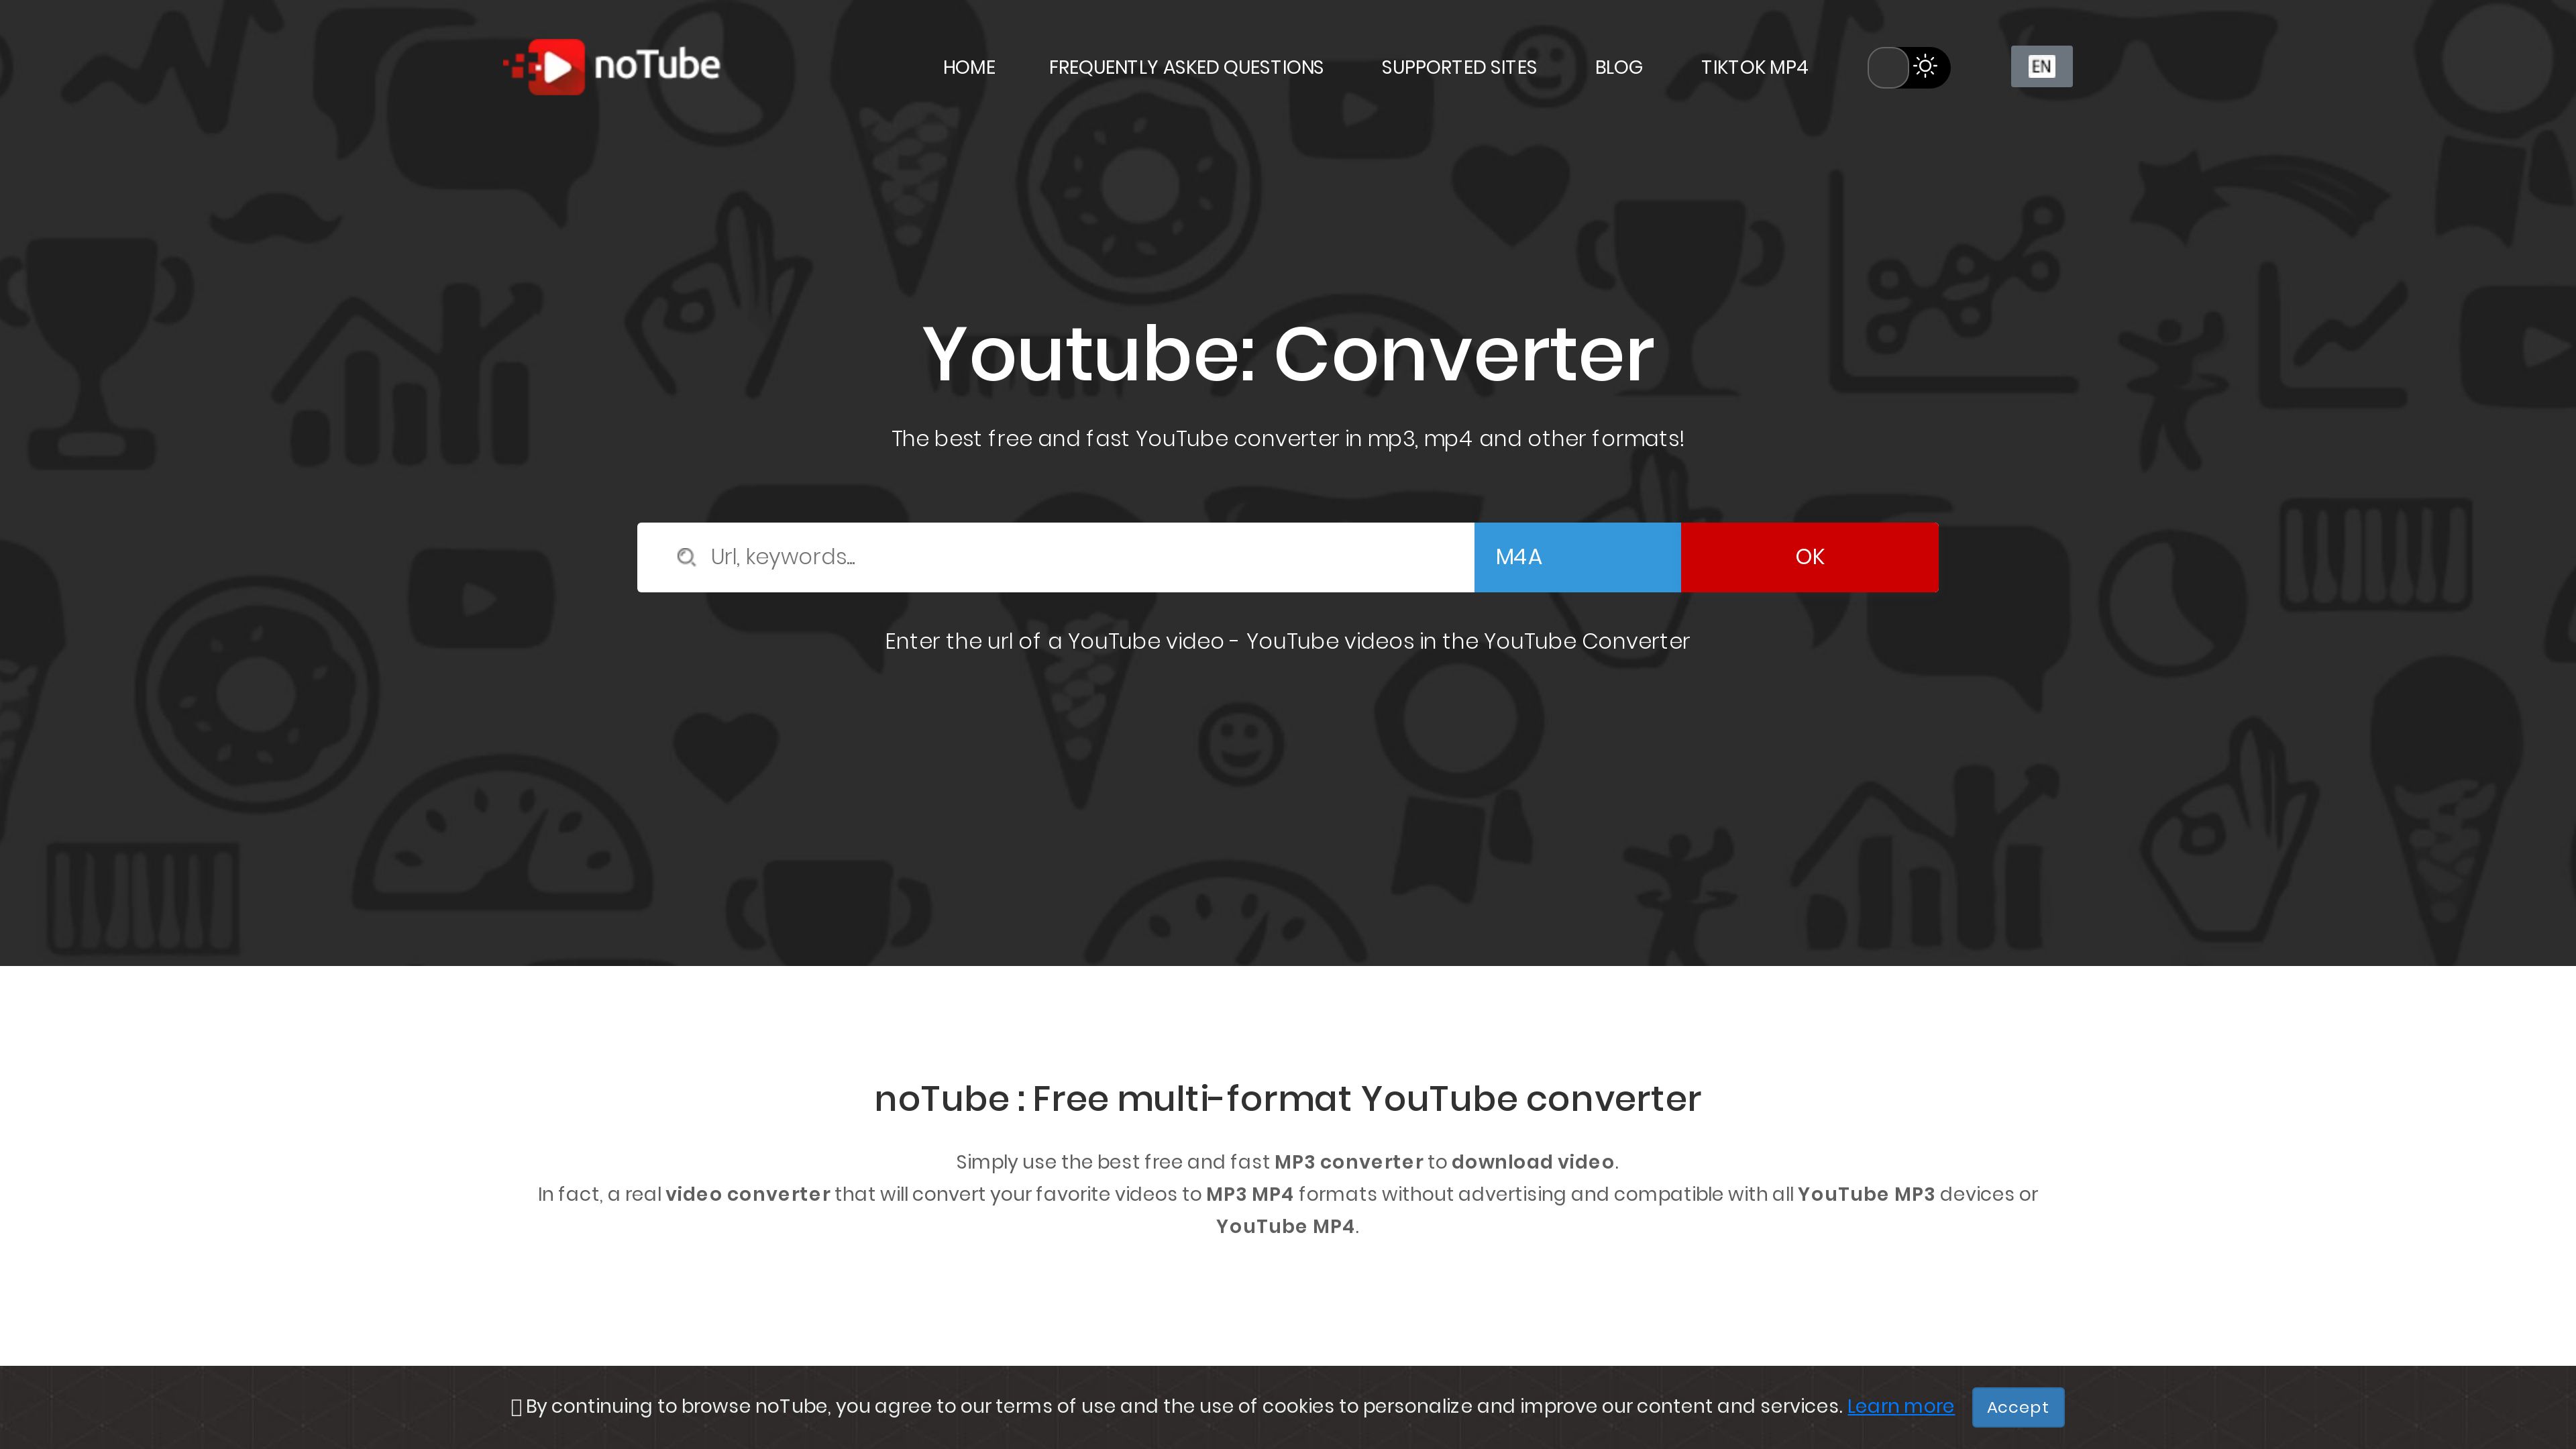 noTube
HOME
FREQUENTLY ASKED QUESTIONS
SUPPORTED SITES
BLOG
TIKTOK MP4
EN
Youtube: Converter
The best free and fast YouTube converter in mp3, mp4 and other formats!
Url, keywords...
M4A
OK
Enter the url of a YouTube video - YouTube videos in the YouTube Converter
noTube : Free multi-format YouTube converter
Simply use the best free and fast MP3 converter to download video.
In fact, a real video converter that will convert your favorite videos to MP3 MP4 formats without advertising and compatible with all YouTube MP3 devices or
YouTube MP4.
By continuing to browse noTube, you agree to our terms of use and the use of cookies to personalize and improve our content and services. Learn more
Accept